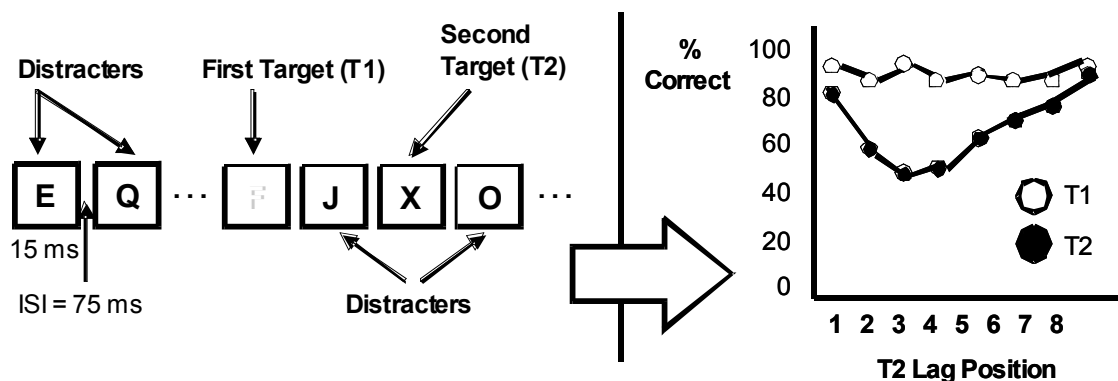 Distracters
First Target (T1)
Second
Target (T2)
E Q ... F J X O ...
15 ms
ISI = 75 ms
Distracters
%
Correct
100
80
60
40
20
0
T1
T2
1 2 3 4 5 6 7 8
T2 Lag Position